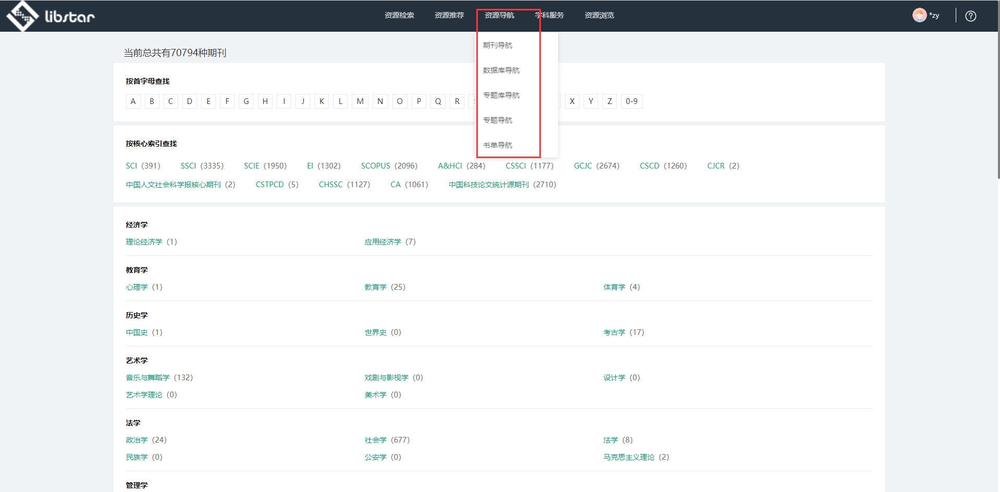 libstar 资源检索 资源推荐 资源导航 学科服务 资源浏览 *zy
期刊导航
数据库导航
专题库导航
专题导航
书单导航
当前总共有70794种期刊
按首字母查找
A B C D E F G H I J K L M N O P Q R X Y Z 0-9
按核心索引查找
SCI（391） SSCI（3335） SCIE（1950） EI（1302） SCOPUS（2096） A&HCI（284） CSSCI（1177） GCJC（2674） CSCD（1260） CJCR（2）
中国人文社会科学报核心期刊（2） CSTPCD（5） CHSSC（1127） CA（1061） 中国科技论文统计源期刊（2710）
经济学
理论经济学（1） 应用经济学（7）
教育学
心理学（1） 教育学（25） 体育学（4）
历史学
中国史（1） 世界史（0） 考古学（17）
艺术学
音乐与舞蹈学（132） 戏剧与影视学（0） 设计学（0）
艺术学理论（0） 美术学（0）
法学
政治学（24） 社会学（677） 法学（8）
民族学（0） 公安学（0） 马克思主义理论（2）
管理学